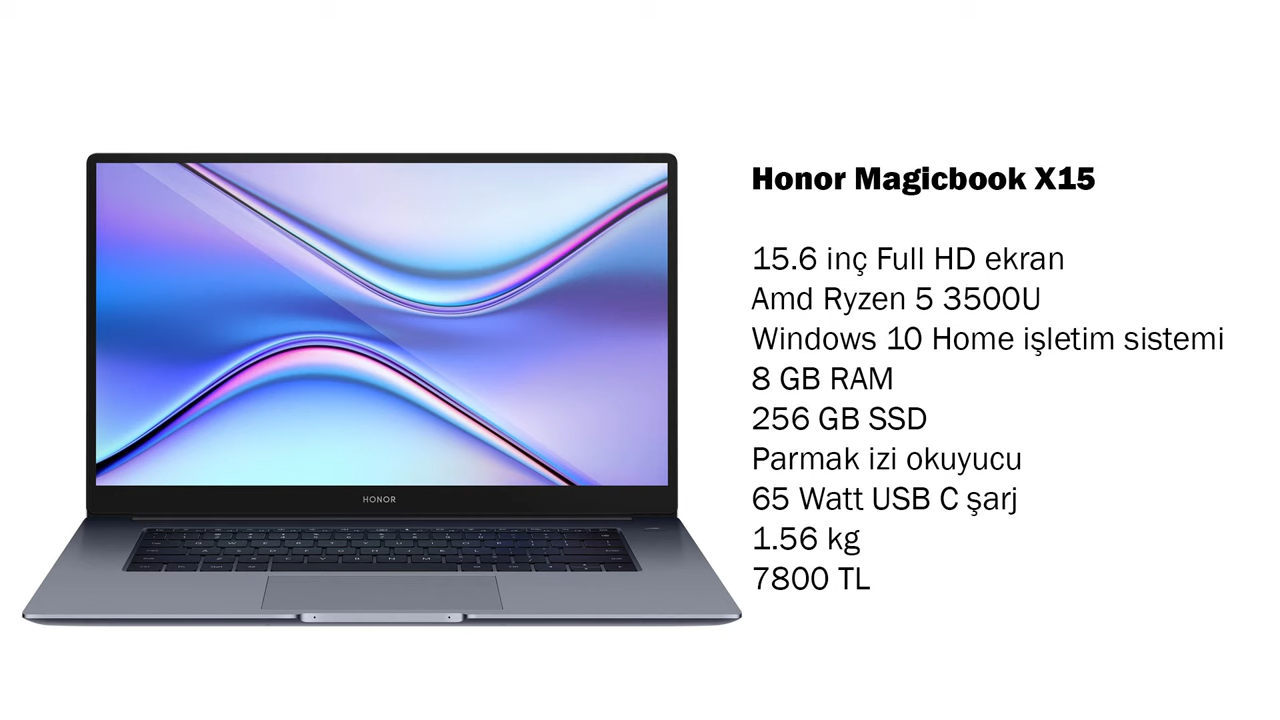 Honor Magicbook X15
15.6 inç Full HD ekran
Amd Ryzen 5 3500U
Windows 10 Home işletim sistemi
8 GB RAM
256 GB SSD
Parmak izi okuyucu
65 Watt USB C şarj
1.56 kg
7800 TL
HONOR